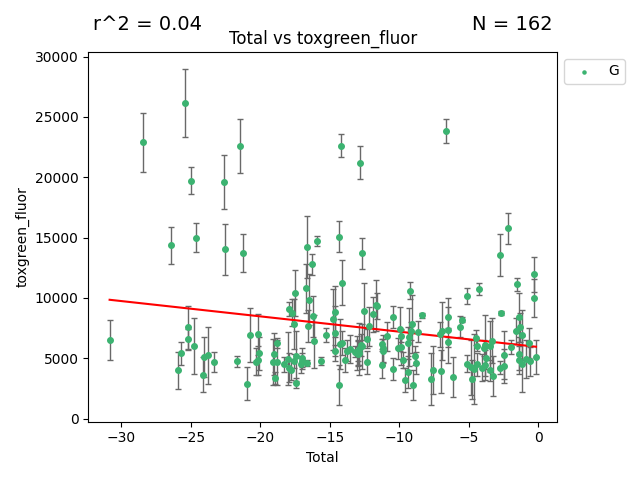 r^2 = 0.04
N = 162
Total vs toxgreen_fluor
G
30000
25000
20000
15000
10000
5000
0
toxgreen_fluor
−30
−25
−20
−15
−10
−5
0
Total